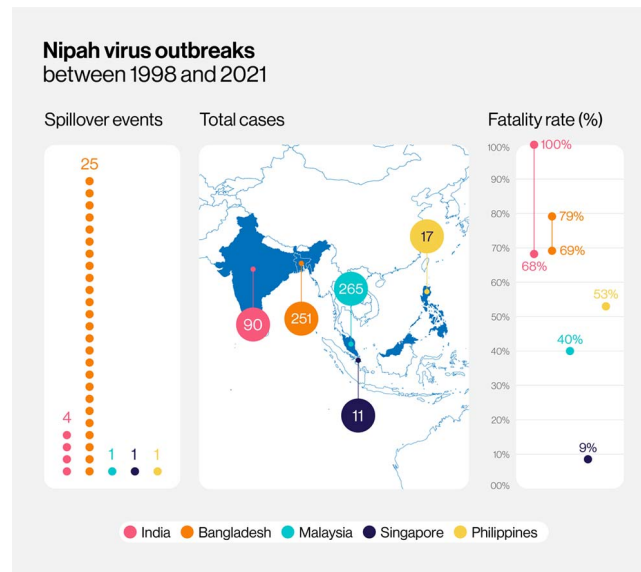 Nipah virus outbreaks
between 1998 and 2021
Spillover events
Total cases
Fatality rate (%)
25
4
1
1
1
17
265
90
251
11
100%
90%
80%
70%
60%
50%
40%
30%
20%
10%
00%
100%
79%
69%
68%
53%
40%
9%
India
Bangladesh
Malaysia
Singapore
Philippines